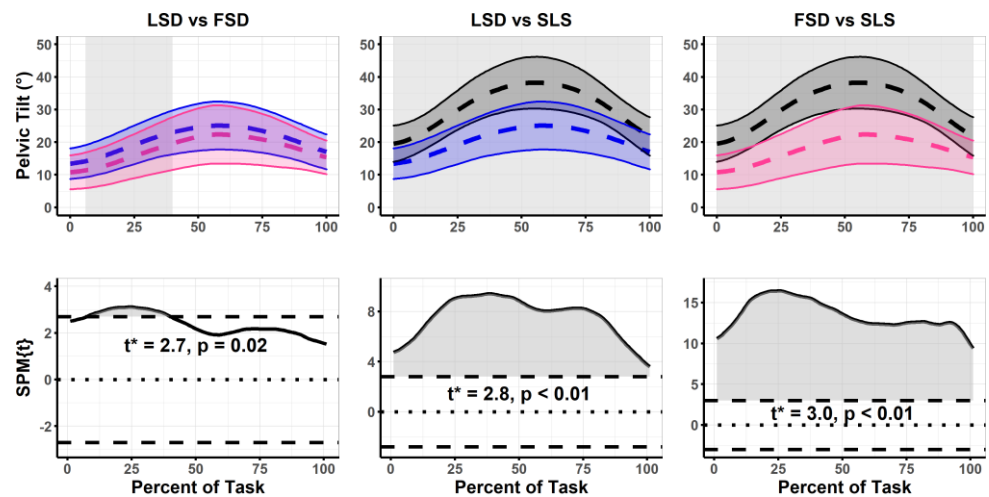 LSD vs FSD
LSD vs SLS
FSD vs SLS
Pelvic Tilt (°)
50
40
30
20
10
0
0 25 50 75 100
50
40
30
20
10
0
0 25 50 75 100
50
40
30
20
10
0
0 25 50 75 100
SPM{t}
4
2
0
-2
t* = 2.7, p = 0.02
0 25 50 75 100
Percent of Task
8
4
0
t* = 2.8, p < 0.01
0 25 50 75 100
Percent of Task
15
10
5
0
t* = 3.0, p < 0.01
0 25 50 75 100
Percent of Task